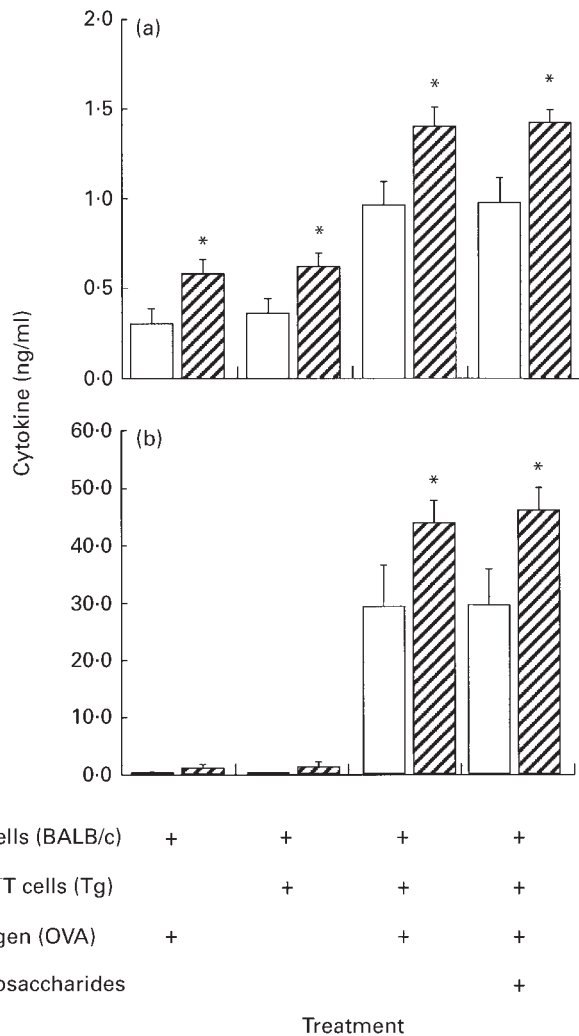 (a)
2·0
1·5
*
*
*
*
1·0
0·5
0·0
Cytokine (ng/ml)
(b)
60·0
50·0
*
*
40·0
30·0
20·0
10·0
0·0
ells (BALB/c) + + + +
T cells (Tg) + + +
gen (OVA) + + +
osaccharides +
Treatment